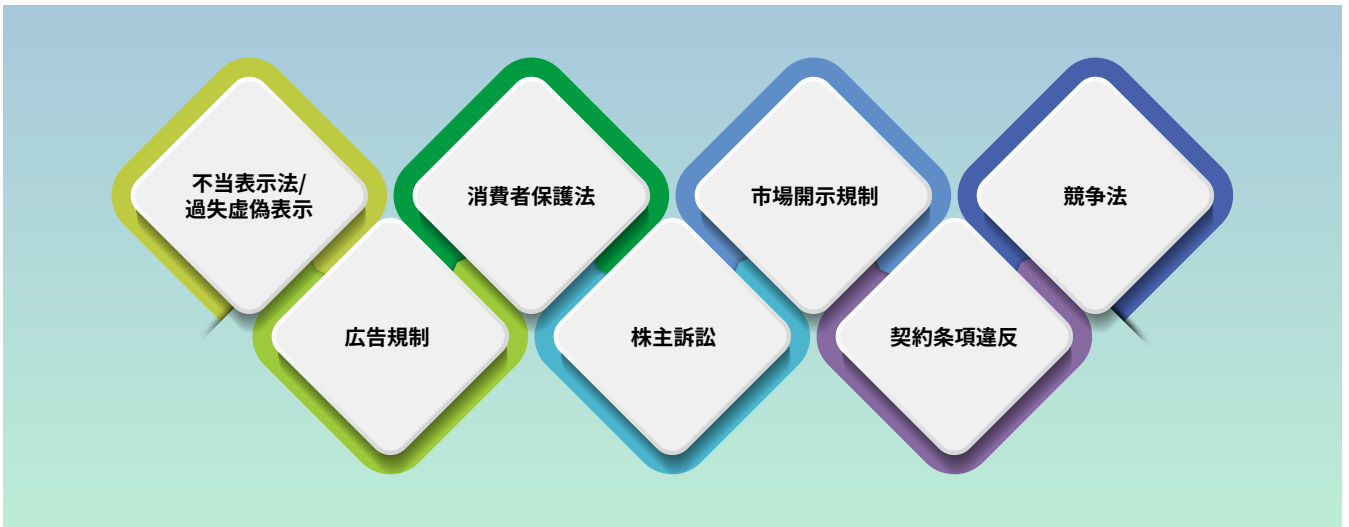 不当表示法/
過失虚偽表示
消費者保護法
市場開示規制
競争法
広告規制
株主訴訟
契約条項違反